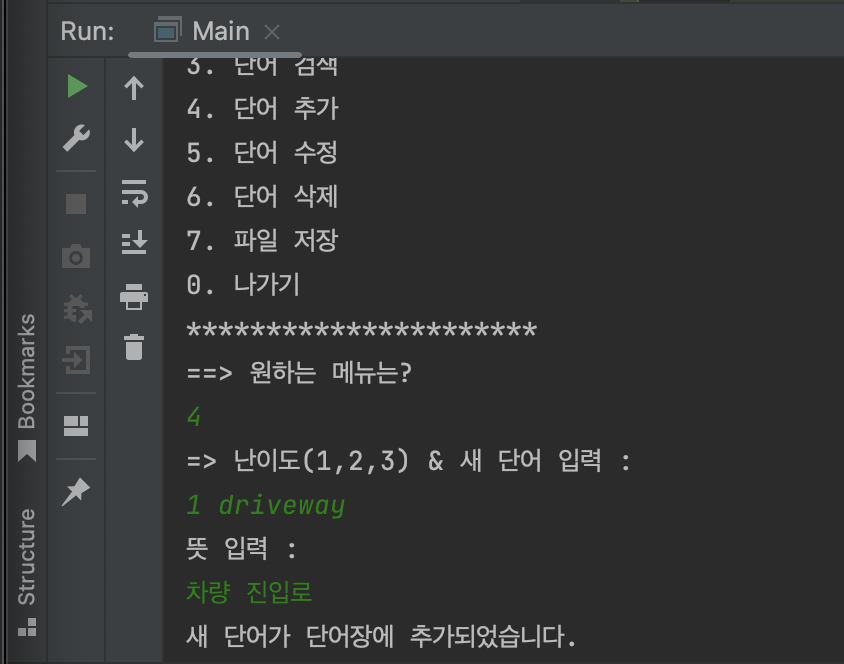 Run: Main
3. 단어 검색
4. 단어 추가
5. 단어 수정
6. 단어 삭제
7. 파일 저장
0. 나가기
**********************
==> 원하는 메뉴는?
4
=> 난이도(1,2,3) & 새 단어 입력 :
1 driveway
뜻 입력 :
차량 진입로
새 단어가 단어장에 추가되었습니다.
Bookmarks
Structure